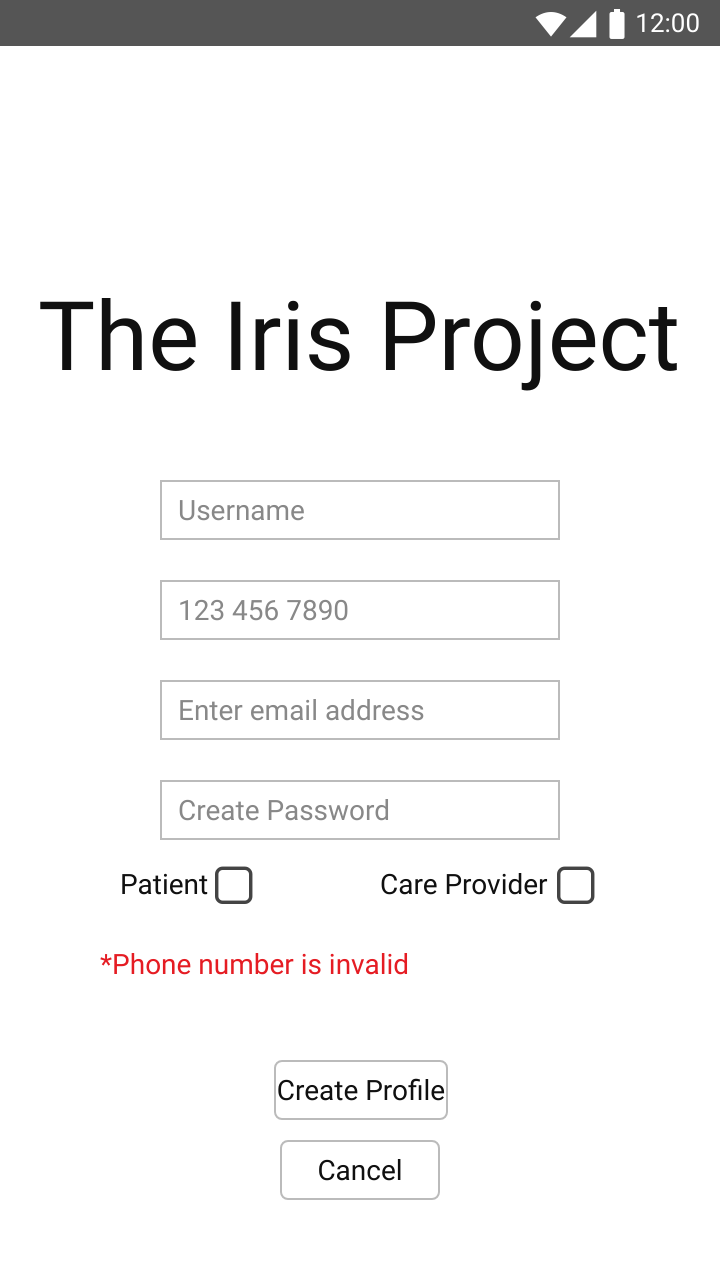 12:00
The Iris Project
Username
123 456 7890
Enter email address
Create Password
Patient
Care Provider
*Phone number is invalid
Create Profile
Cancel